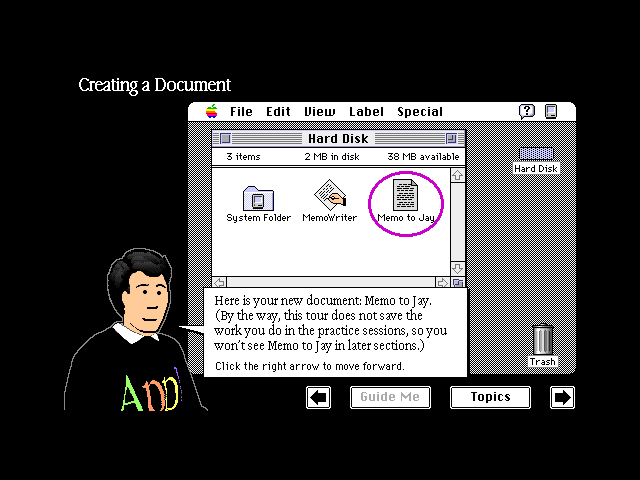 Creating a Document
File Edit View Label Special
Hard Disk
3 items 2 MB in disk 38 MB available
Hard Disk
System Folder MemoWriter Memo to Jay
Here is your new document: Memo to Jay.
(By the way, this tour does not save the
work you do in the practice sessions, so you
won't see Memo to Jay in later sections.)
Click the right arrow to move forward.
Trash
Appl
Guide Me Topics